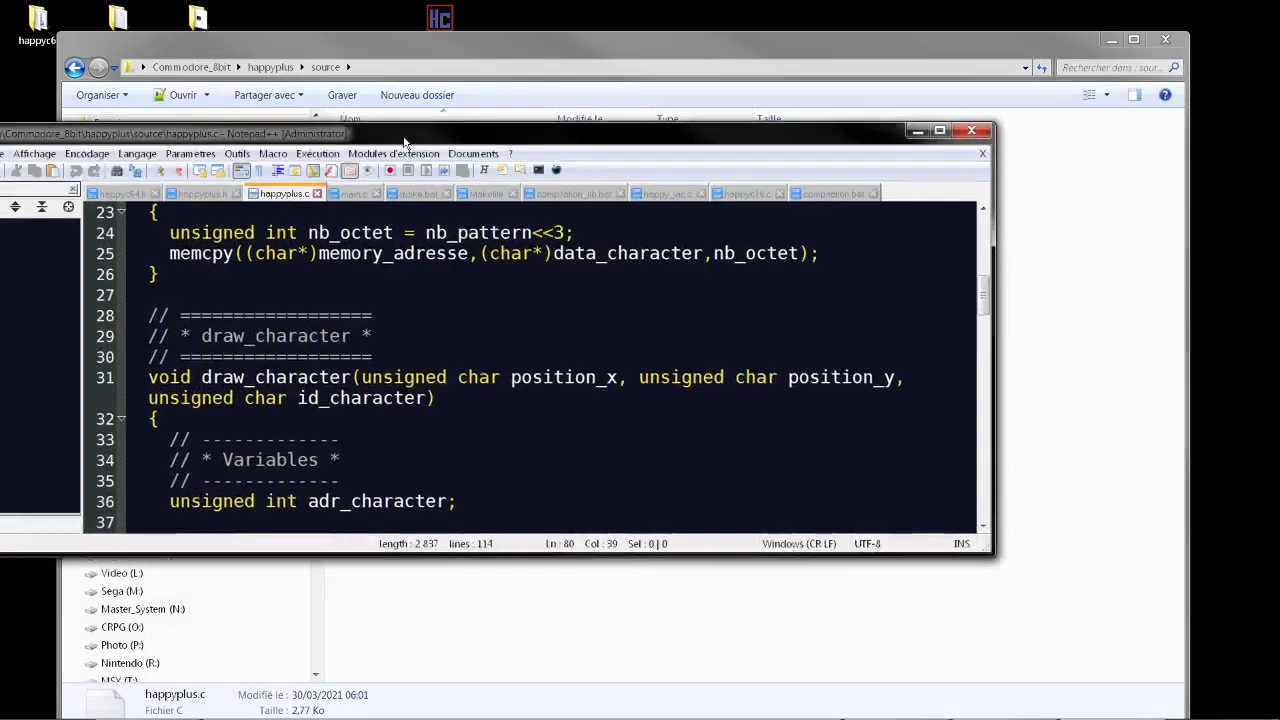 happyc6
HC
Commodore_8bit
happyplus
source
Rechercher dans : sour...
Organiser
Ouvrir
Partager avec
Graver
Nouveau dossier
Nom
Modifié le
Type
Taille
\Commodore_8bit\happyplus\source\happyplus.c - Notepad++ [Administrator]
Affichage
Encodage
Langage
Paramètres
Outils
Macro
Exécution
Modules d'extension
Documents
?
X
happyc64.h
happyplus.h
happyplus.c
main.c
make.bat
Makefile
compilation_lib.bat
happy_vic.c
happyc16.c
compilation.bat
23 {
24 unsigned int nb_octet = nb_pattern<<3;
25 memcpy((char*)memory_adresse,(char*)data_character,nb_octet);
26 }
27
28 // ==================
29 // * draw_character *
30 // ==================
31 void draw_character(unsigned char position_x, unsigned char position_y,
unsigned char id_character)
32 {
33 // -------------
34 // * Variables *
35 // -------------
36 unsigned int adr_character;
37
length : 2 837 lines : 114
Ln : 80 Col : 39 Sel : 0 | 0
Windows (CR LF)
UTF-8
INS
Video (L:)
Sega (M:)
Master_System (N:)
CRPG (O:)
Photo (P:)
Nintendo (R:)
MSX (T:)
happyplus.c
Modifié le : 30/03/2021 06:01
Fichier C
Taille : 2,77 Ko